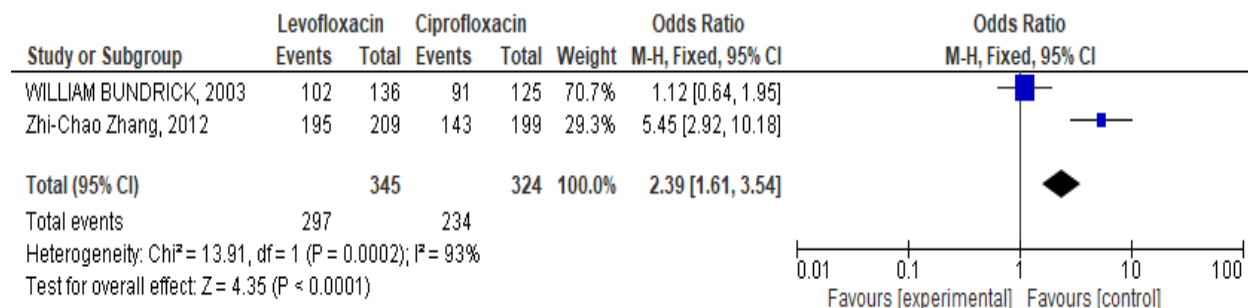 Levofloxacin Ciprofloxacin Odds Ratio Odds Ratio
Study or Subgroup Events Total Events Total Weight M-H, Fixed, 95% CI M-H, Fixed, 95% CI
WILLIAM BUNDRICK, 2003 102 136 91 125 70.7% 1.12 [0.64, 1.95]
Zhi-Chao Zhang, 2012 195 209 143 199 29.3% 5.45 [2.92, 10.18]
Total (95% CI) 345 324 100.0% 2.39 [1.61, 3.54]
Total events 297 234
Heterogeneity: Chi² = 13.91, df = 1 (P = 0.0002); I² = 93%
Test for overall effect: Z = 4.35 (P < 0.0001)
0.01 0.1 1 10 100
Favours [experimental] Favours [control]